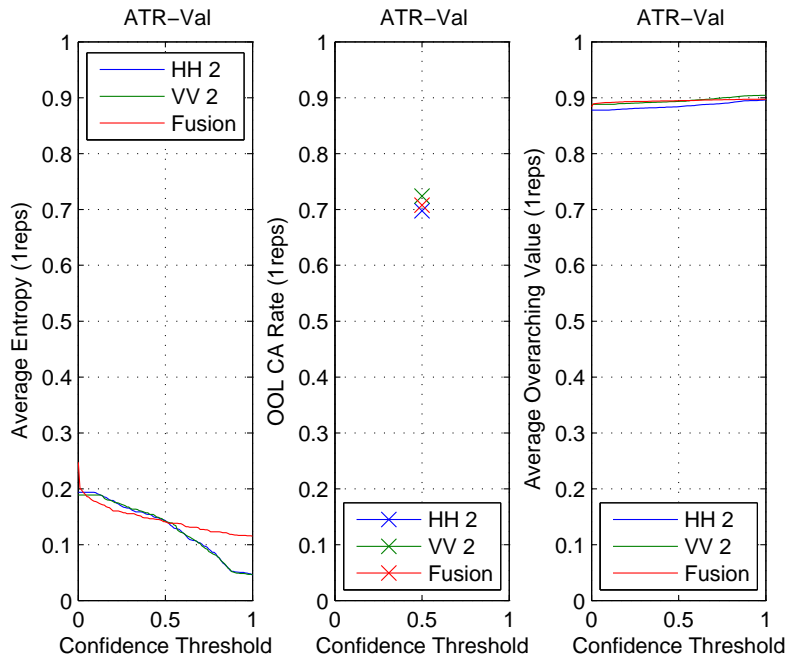 ATR−Val
Average Entropy (1reps)
1
0.9
0.8
0.7
0.6
0.5
0.4
0.3
0.2
0.1
0
HH 2
VV 2
Fusion
0 0.5 1
Confidence Threshold
ATR−Val
OOL CA Rate (1reps)
1
0.9
0.8
0.7
0.6
0.5
0.4
0.3
0.2
0.1
0
HH 2
VV 2
Fusion
0 0.5 1
Confidence Threshold
ATR−Val
Average Overarching Value (1reps)
1
0.9
0.8
0.7
0.6
0.5
0.4
0.3
0.2
0.1
0
HH 2
VV 2
Fusion
0 0.5 1
Confidence Threshold